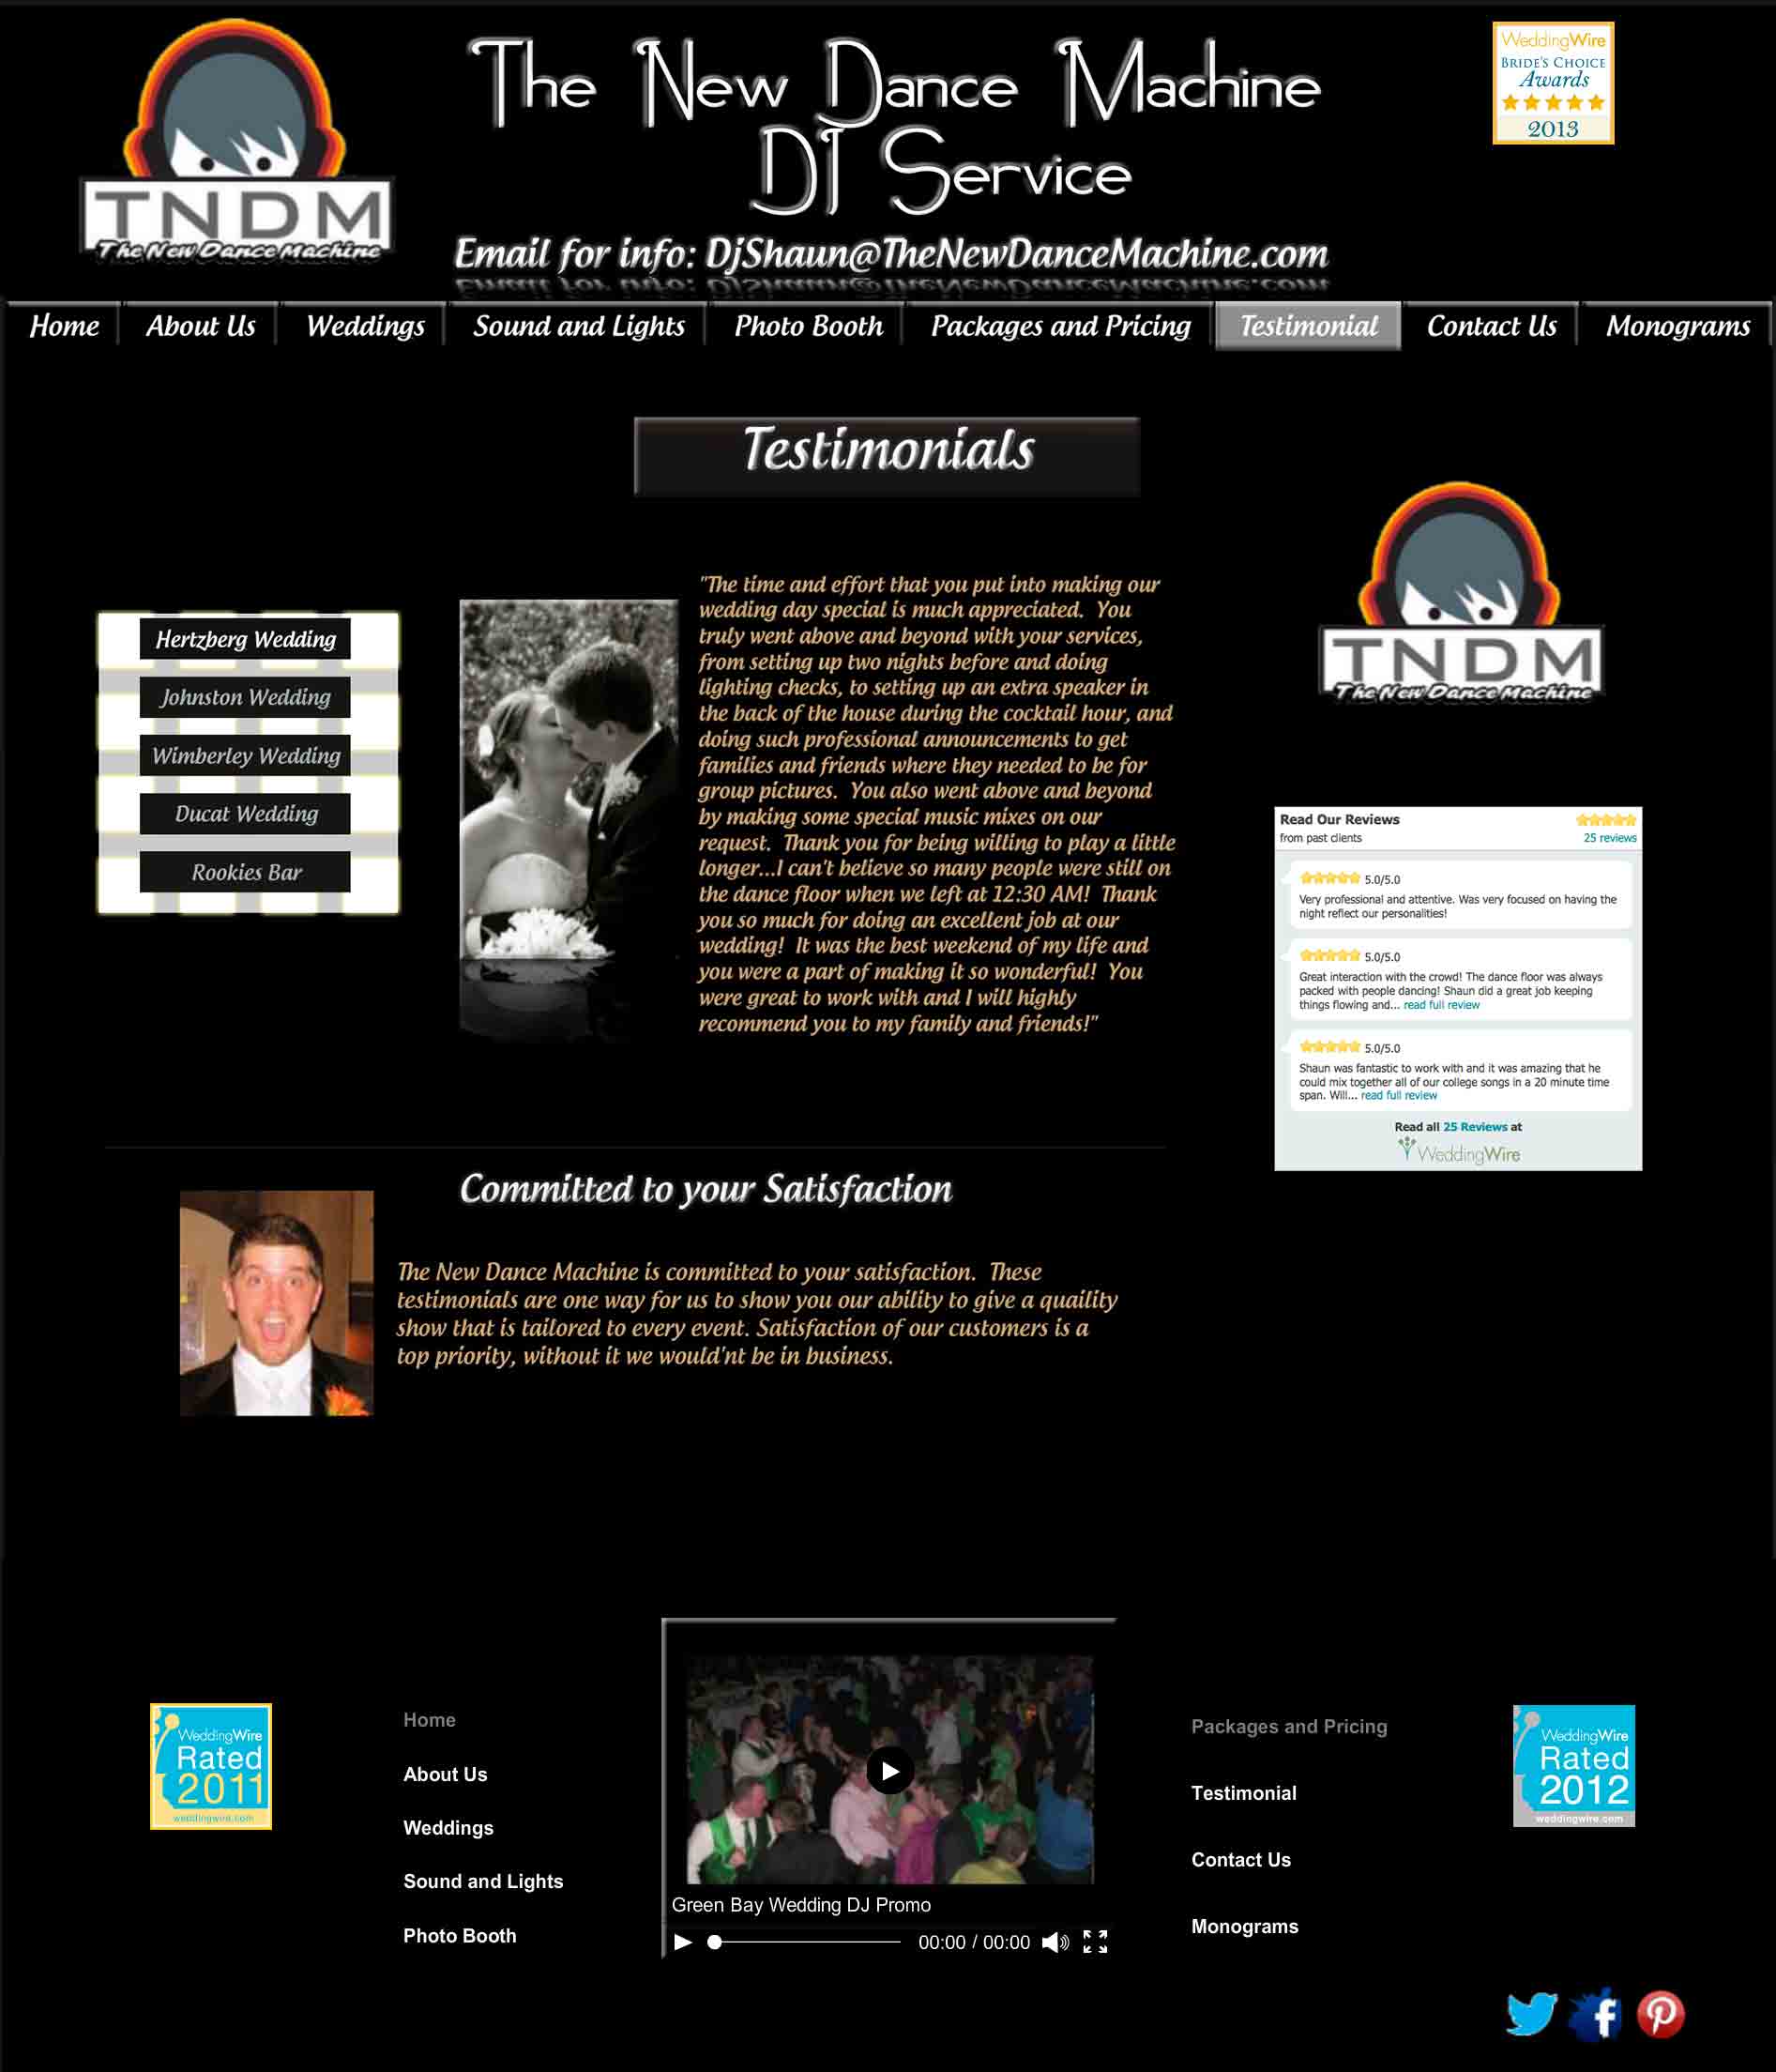 TNDM
The New Dance Machine
The New Dance Machine
DJ Service
Email for info: DjShaun@TheNewDanceMachine.com
WeddingWire
BRIDE'S CHOICE
Awards
2013
Home
About Us
Weddings
Sound and Lights
Photo Booth
Packages and Pricing
Testimonial
Contact Us
Monograms
Testimonials
Hertzberg Wedding
Johnston Wedding
Wimberley Wedding
Ducat Wedding
Rookies Bar
"The time and effort that you put into making our
wedding day special is much appreciated.  You
truly went above and beyond with your services,
from setting up two nights before and doing
lighting checks, to setting up an extra speaker in
the back of the house during the cocktail hour, and
doing such professional announcements to get
families and friends where they needed to be for
group pictures.  You also went above and beyond
by making some special music mixes on our
request.  Thank you for being willing to play a little
longer...I can't believe so many people were still on
the dance floor when we left at 12:30 AM!  Thank
you so much for doing an excellent job at our
wedding!  It was the best weekend of my life and
you were a part of making it so wonderful!  You
were great to work with and I will highly
recommend you to my family and friends!"
TNDM
The New Dance Machine
Read Our Reviews
from past clients
25 reviews
5.0/5.0
Very professional and attentive. Was very focused on having the
night reflect our personalities!
5.0/5.0
Great interaction with the crowd! The dance floor was always
packed with people dancing! Shaun did a great job keeping
things flowing and... read full review
5.0/5.0
Shaun was fantastic to work with and it was amazing that he
could mix together all of our college songs in a 20 minute time
span. Will... read full review
Read all 25 Reviews at
WeddingWire
Committed to your Satisfaction
The New Dance Machine is committed to your satisfaction.  These
testimonials are one way for us to show you our ability to give a quaility
show that is tailored to every event. Satisfaction of our customers is a
top priority, without it we would'nt be in business.
WeddingWire
Rated
2011
weddingwire.com
Home
About Us
Weddings
Sound and Lights
Photo Booth
Green Bay Wedding DJ Promo
00:00 / 00:00
Packages and Pricing
Testimonial
Contact Us
Monograms
WeddingWire
Rated
2012
weddingwire.com